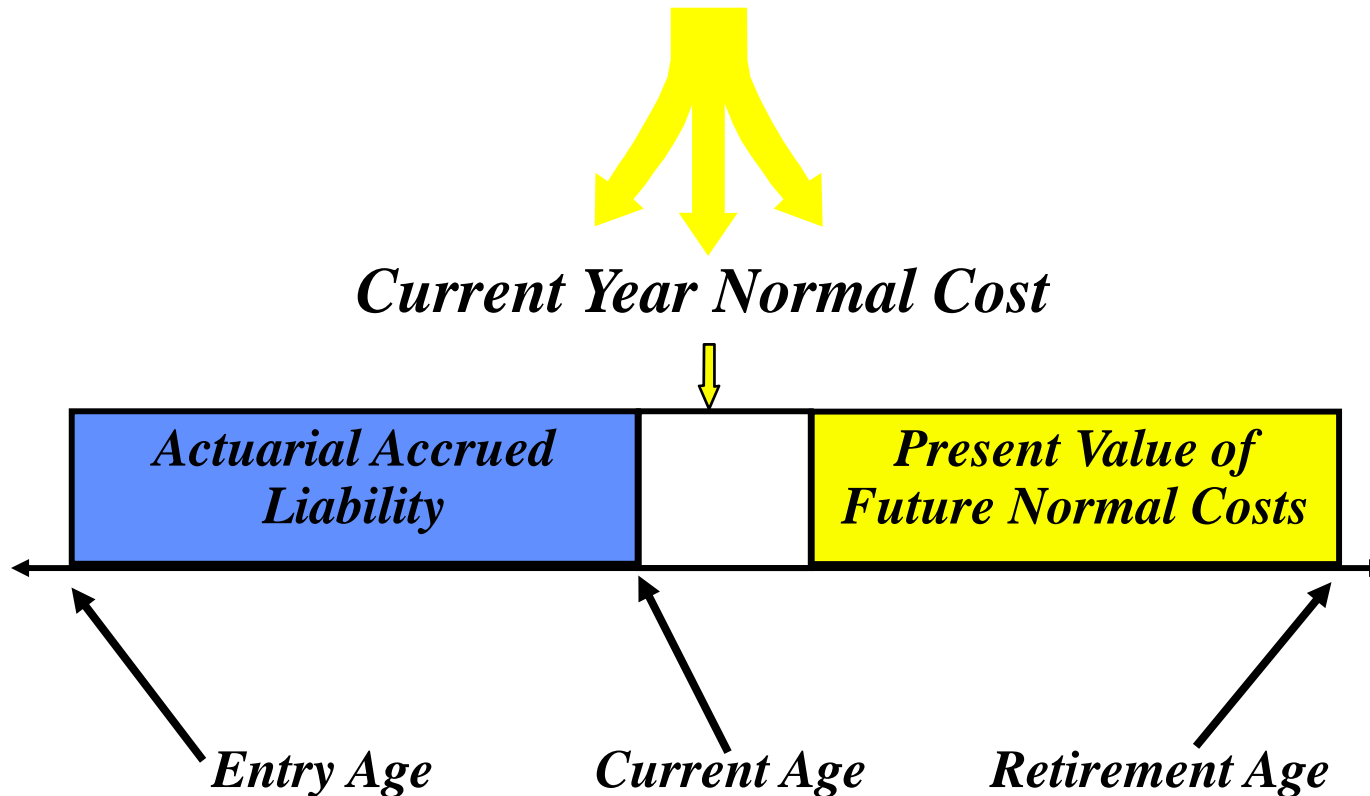 Current Year Normal Cost
Actuarial Accrued
Liability
Present Value of
Future Normal Costs
Entry Age
Current Age
Retirement Age